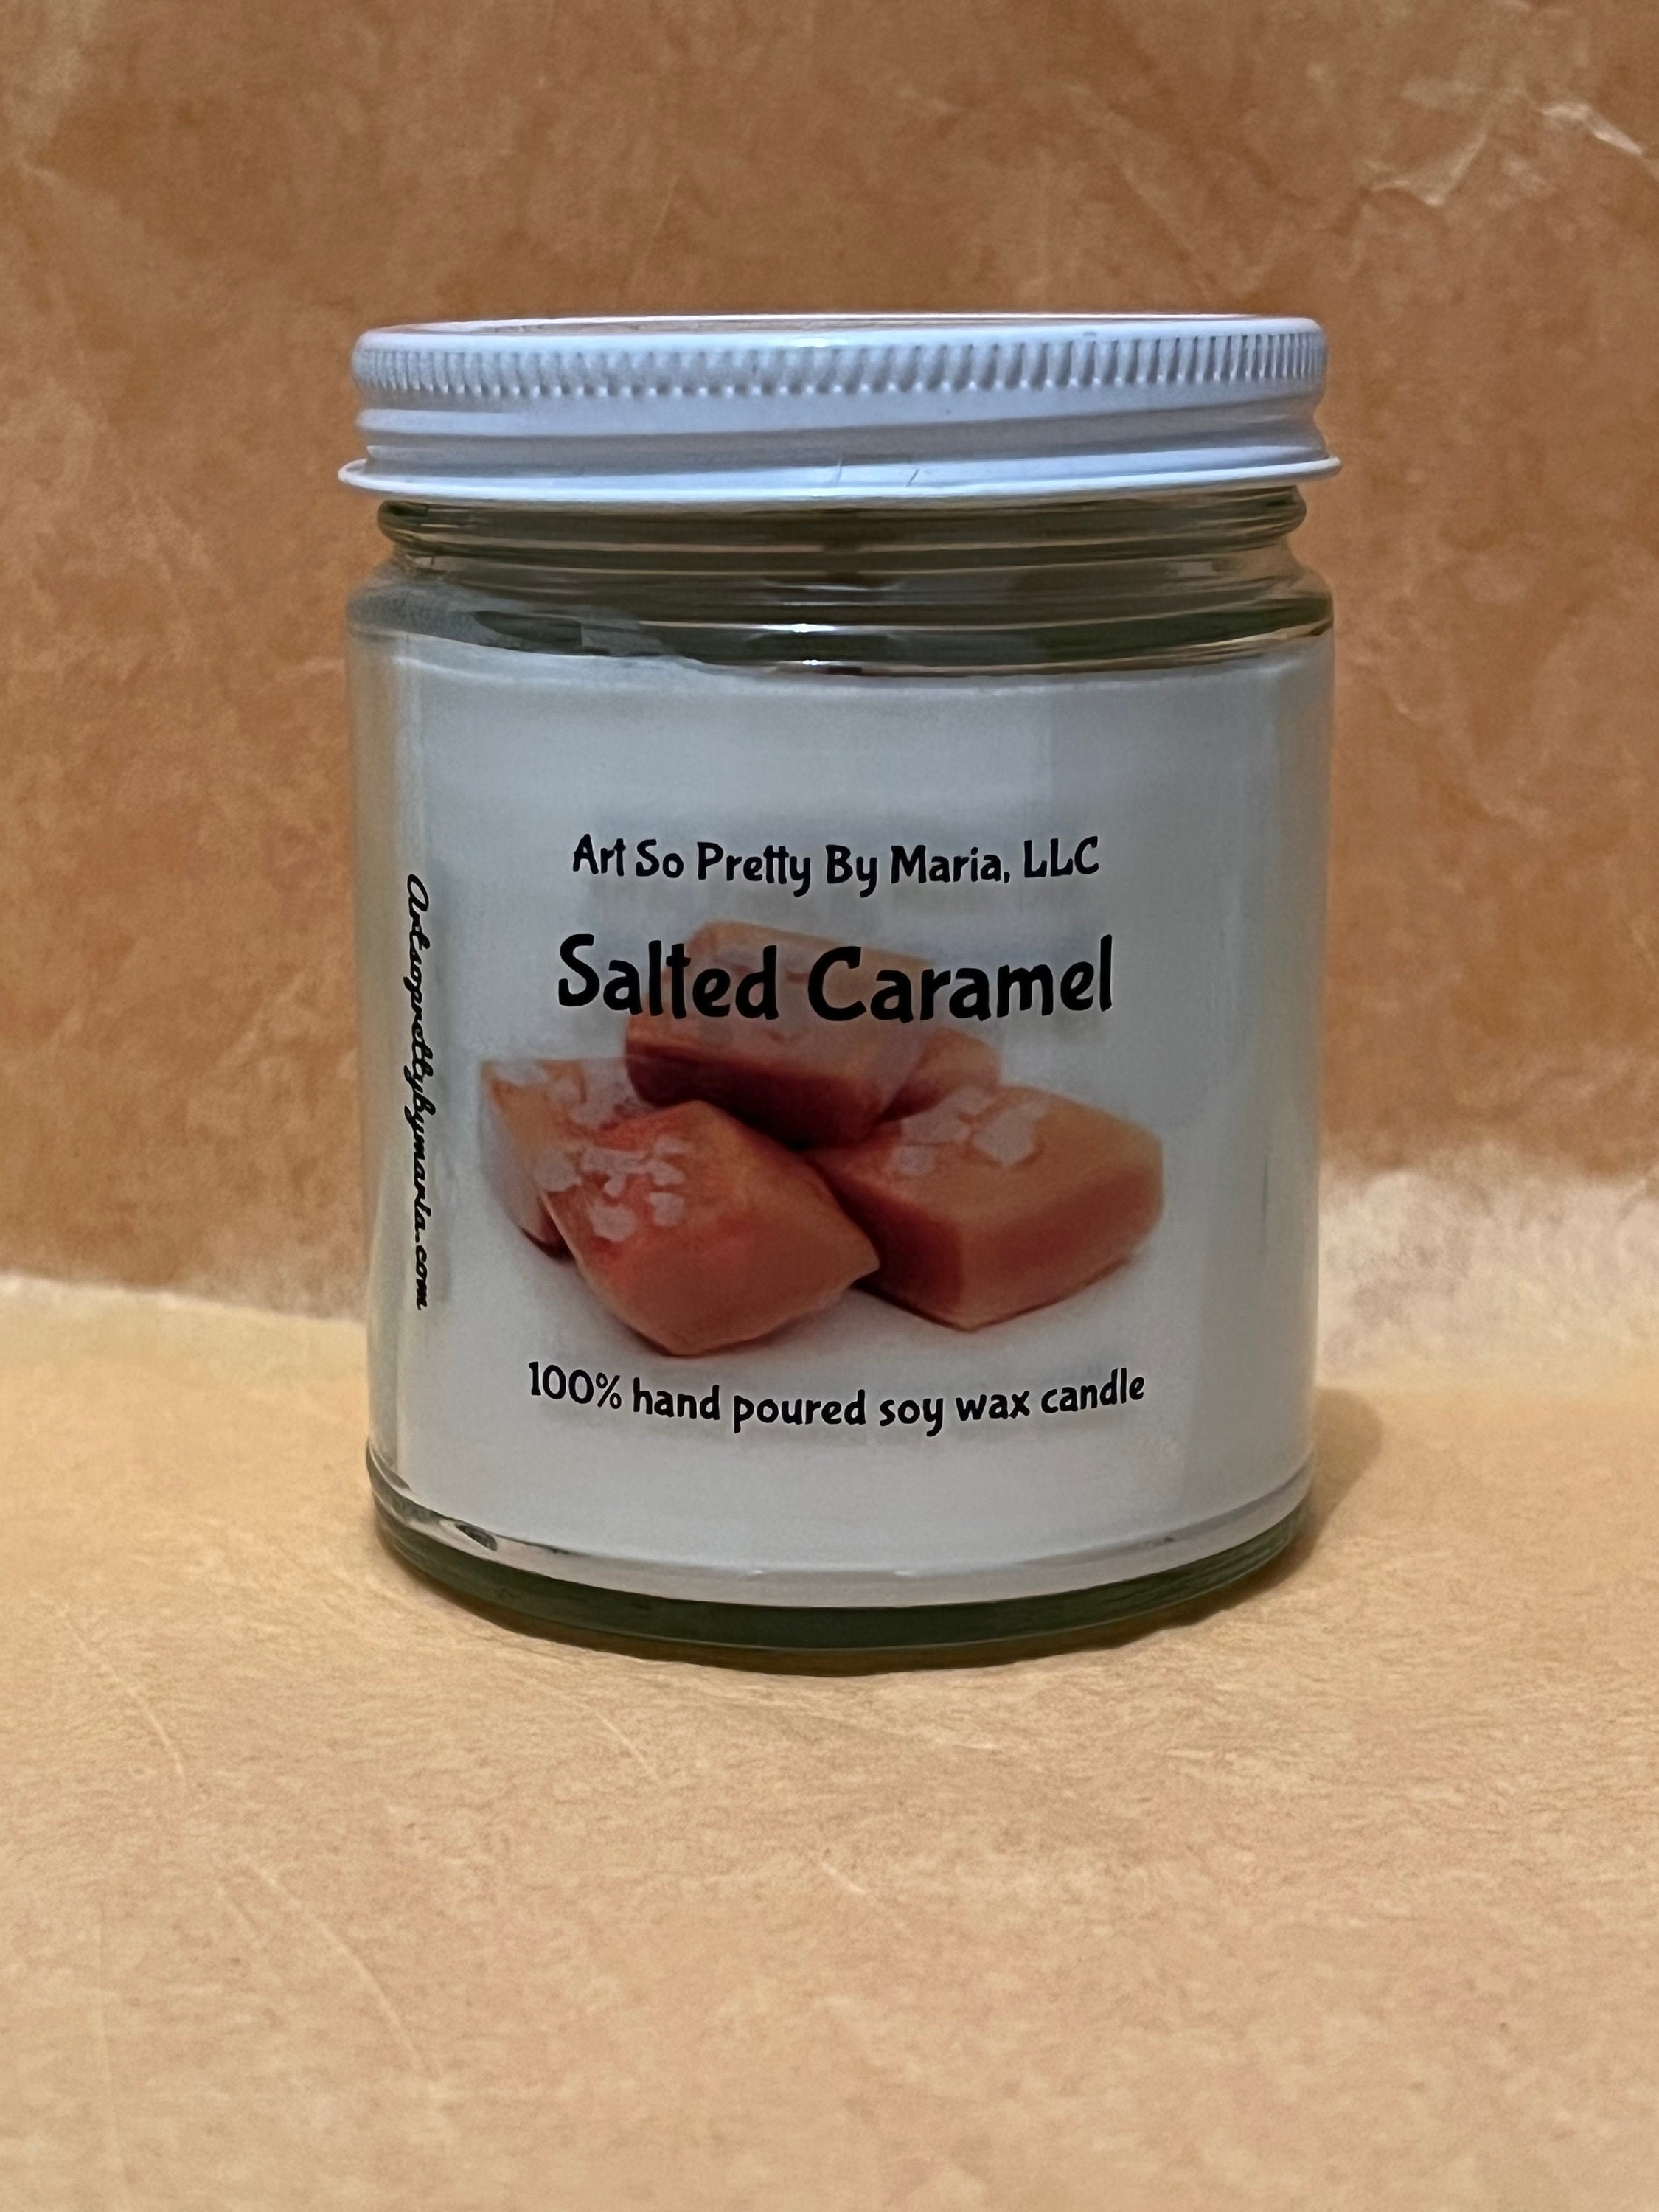 Art So Pretty By Maria, LLC
Salted Caramel
100% hand poured soy wax candle
Artsoprettybymaria.com